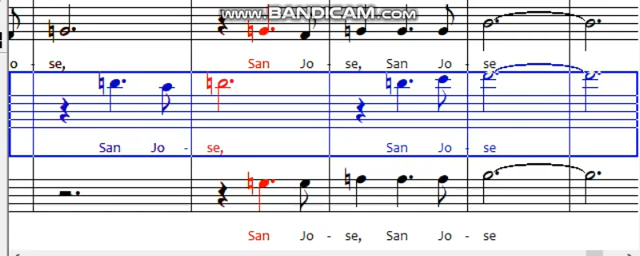 www.BANDICAM.com
o - se, San Jo - se, San Jo - se
San Jo - se, San Jo - se
San Jo - se, San Jo - se